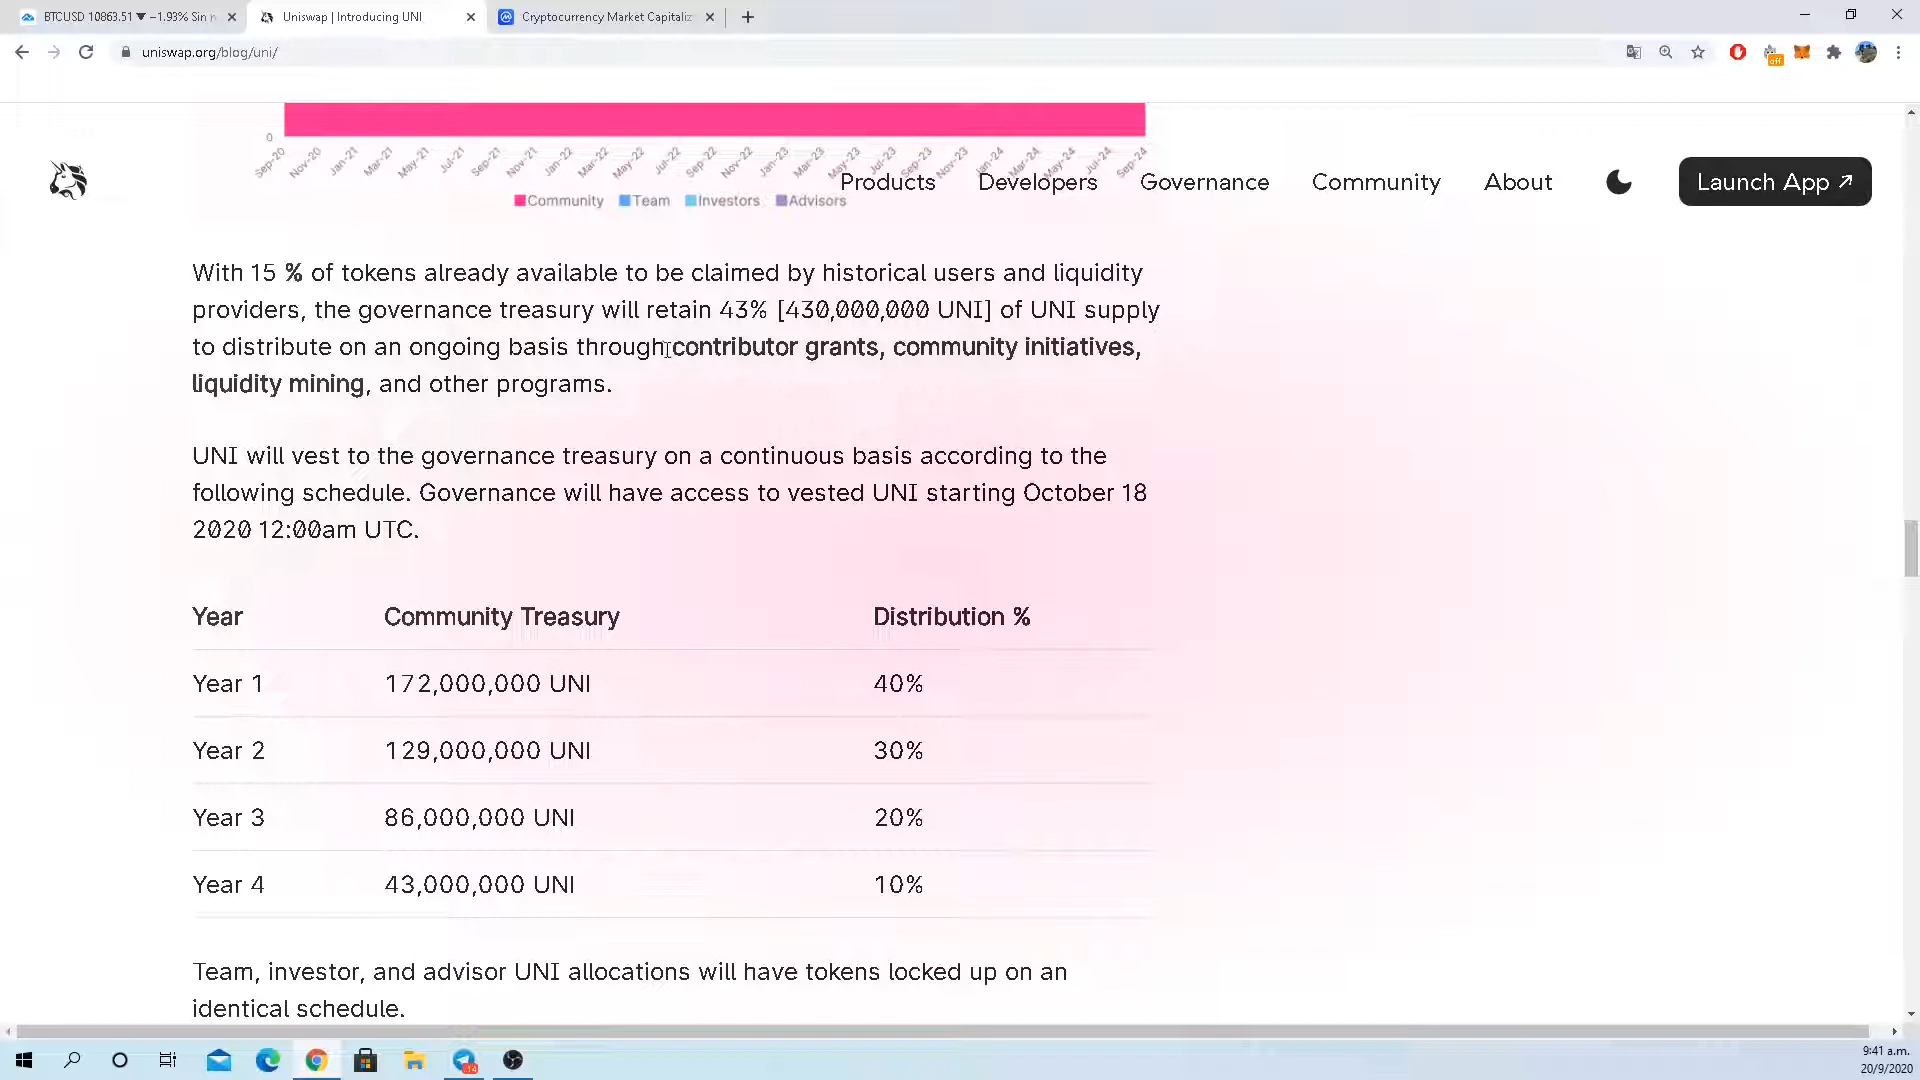 BTCUSD 10863.51 ▼ −1.93% Sin n
Uniswap | Introducing UNI
Cryptocurrency Market Capitaliz
uniswap.org/blog/uni/
off
0
Sep-20 Nov-20 Jan-21 Mar-21 May-21 Jul-21 Sep-21 Nov-21 Jan-22 Mar-22 May-22 Jul-22 Sep-22 Nov-22 Jan-23 Mar-23 May-23 Jul-23 Sep-23 Nov-23 Jan-24 Mar-24 May-24 Jul-24 Sep-24
Products Developers Governance Community About Launch App ↗
Community Team Investors Advisors
With 15 % of tokens already available to be claimed by historical users and liquidity
providers, the governance treasury will retain 43% [430,000,000 UNI] of UNI supply
to distribute on an ongoing basis through contributor grants, community initiatives,
liquidity mining, and other programs.
UNI will vest to the governance treasury on a continuous basis according to the
following schedule. Governance will have access to vested UNI starting October 18
2020 12:00am UTC.
Year Community Treasury Distribution %
Year 1 172,000,000 UNI 40%
Year 2 129,000,000 UNI 30%
Year 3 86,000,000 UNI 20%
Year 4 43,000,000 UNI 10%
Team, investor, and advisor UNI allocations will have tokens locked up on an
identical schedule.
14
9:41 a.m.
20/9/2020